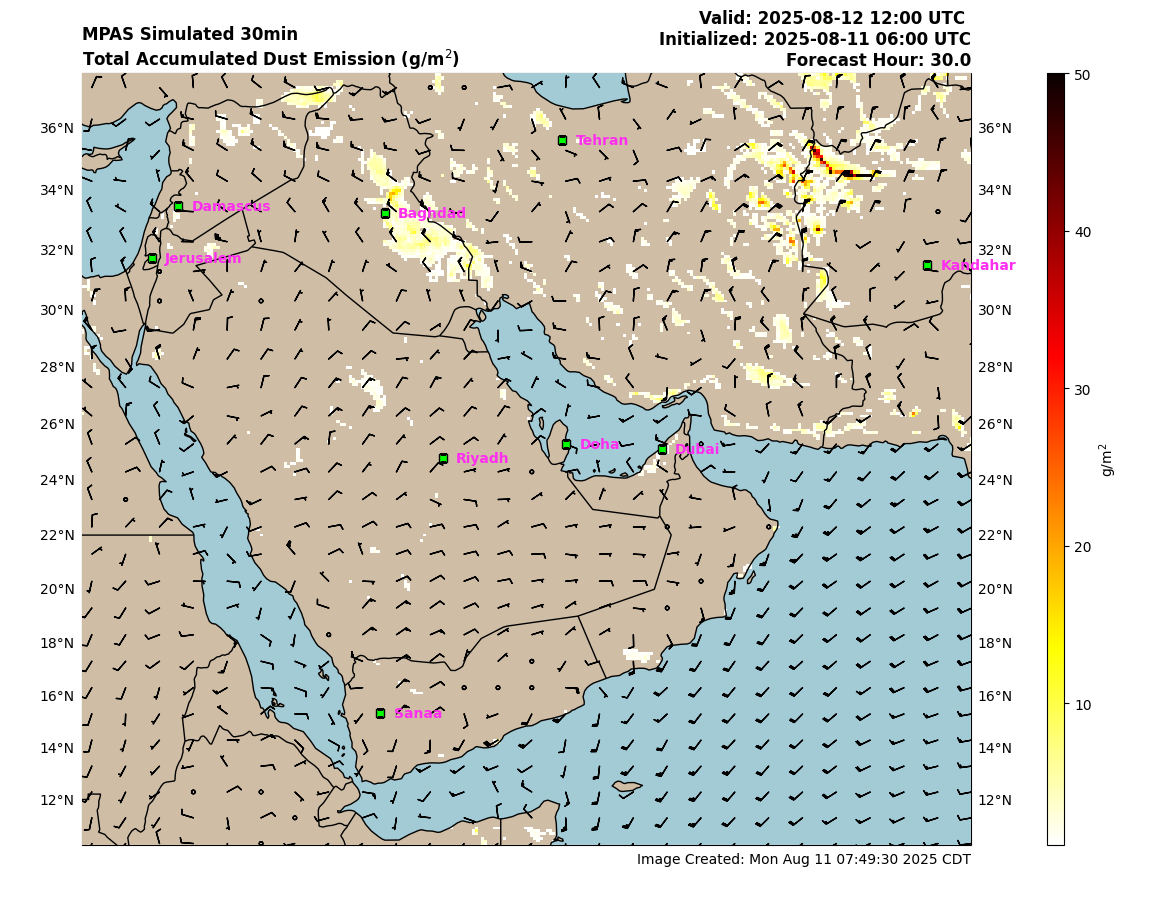 MPAS Simulated 30min
Total Accumulated Dust Emission (g/m²)
Valid: 2025-08-12 12:00 UTC
Initialized: 2025-08-11 06:00 UTC
Forecast Hour: 30.0
36°N
34°N
32°N
30°N
28°N
26°N
24°N
22°N
20°N
18°N
16°N
14°N
12°N
Tehran
Damascus
Baghdad
Jerusalem
Kandahar
Doha
Dubai
Riyadh
Sanaa
36°N
34°N
32°N
30°N
28°N
26°N
24°N
22°N
20°N
18°N
16°N
14°N
12°N
50
40
30
20
10
g/m²
Image Created: Mon Aug 11 07:49:30 2025 CDT